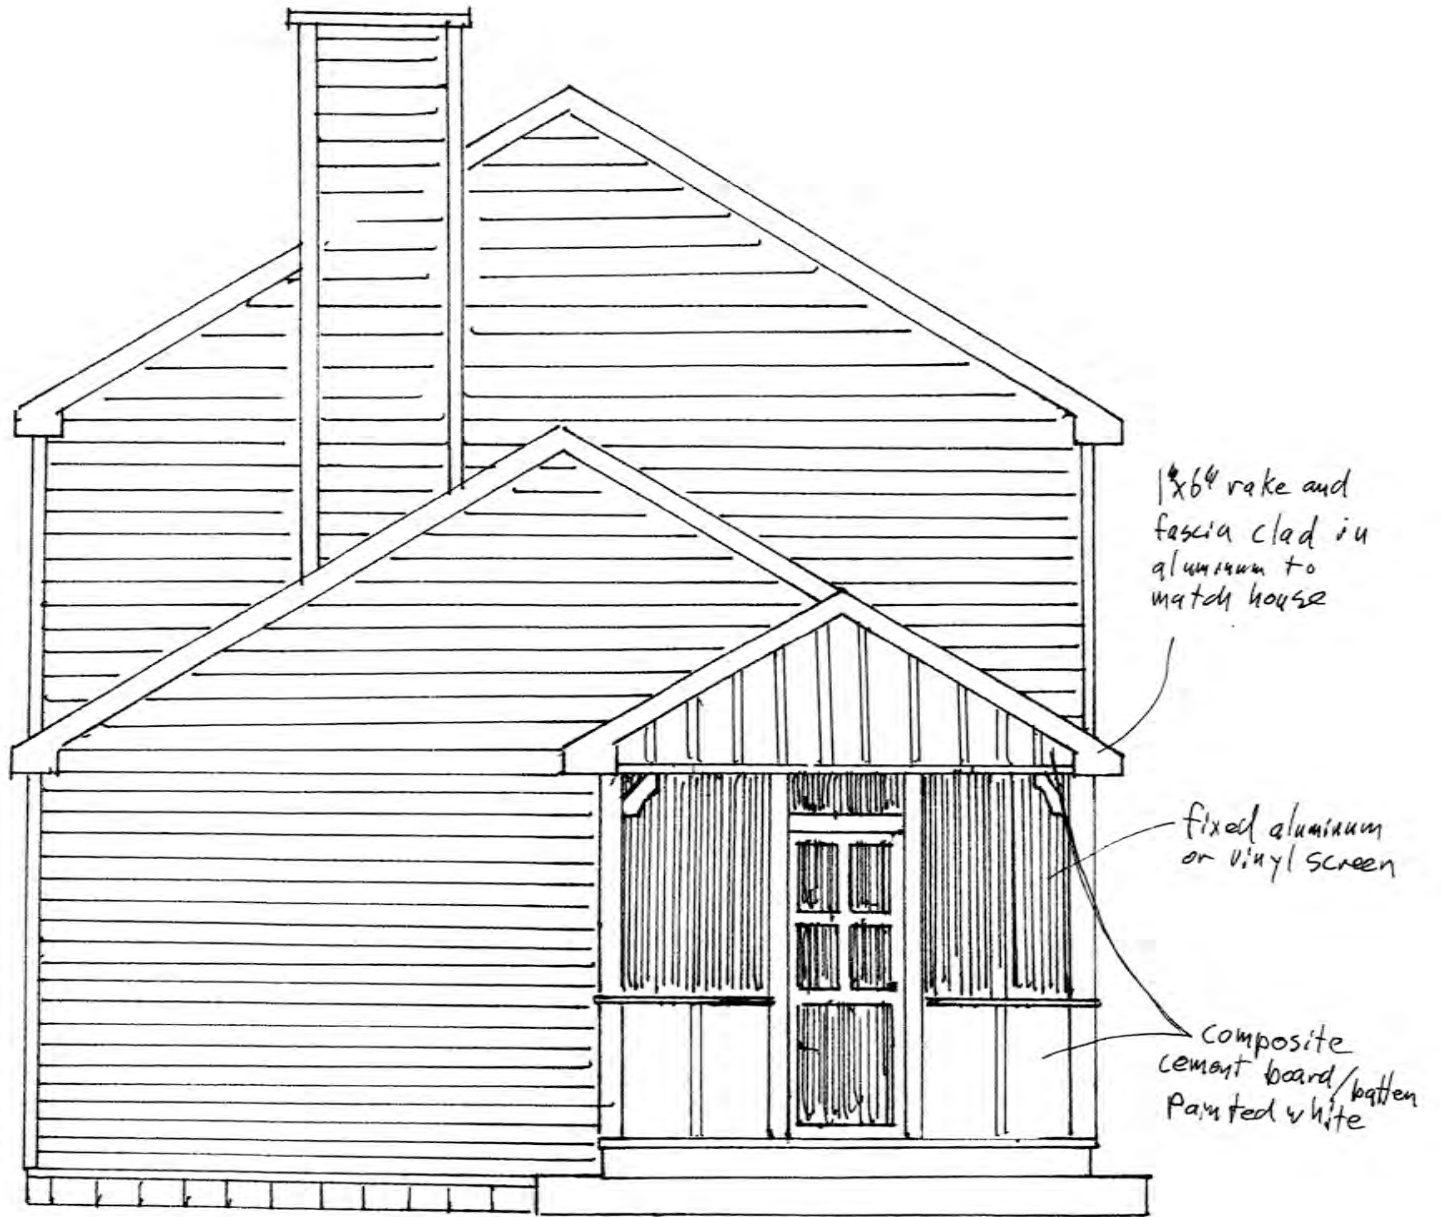 1"x6" rake and
fascia clad in
aluminum to
match house
fixed aluminum
or vinyl screen
composite
cement board/batten
painted white